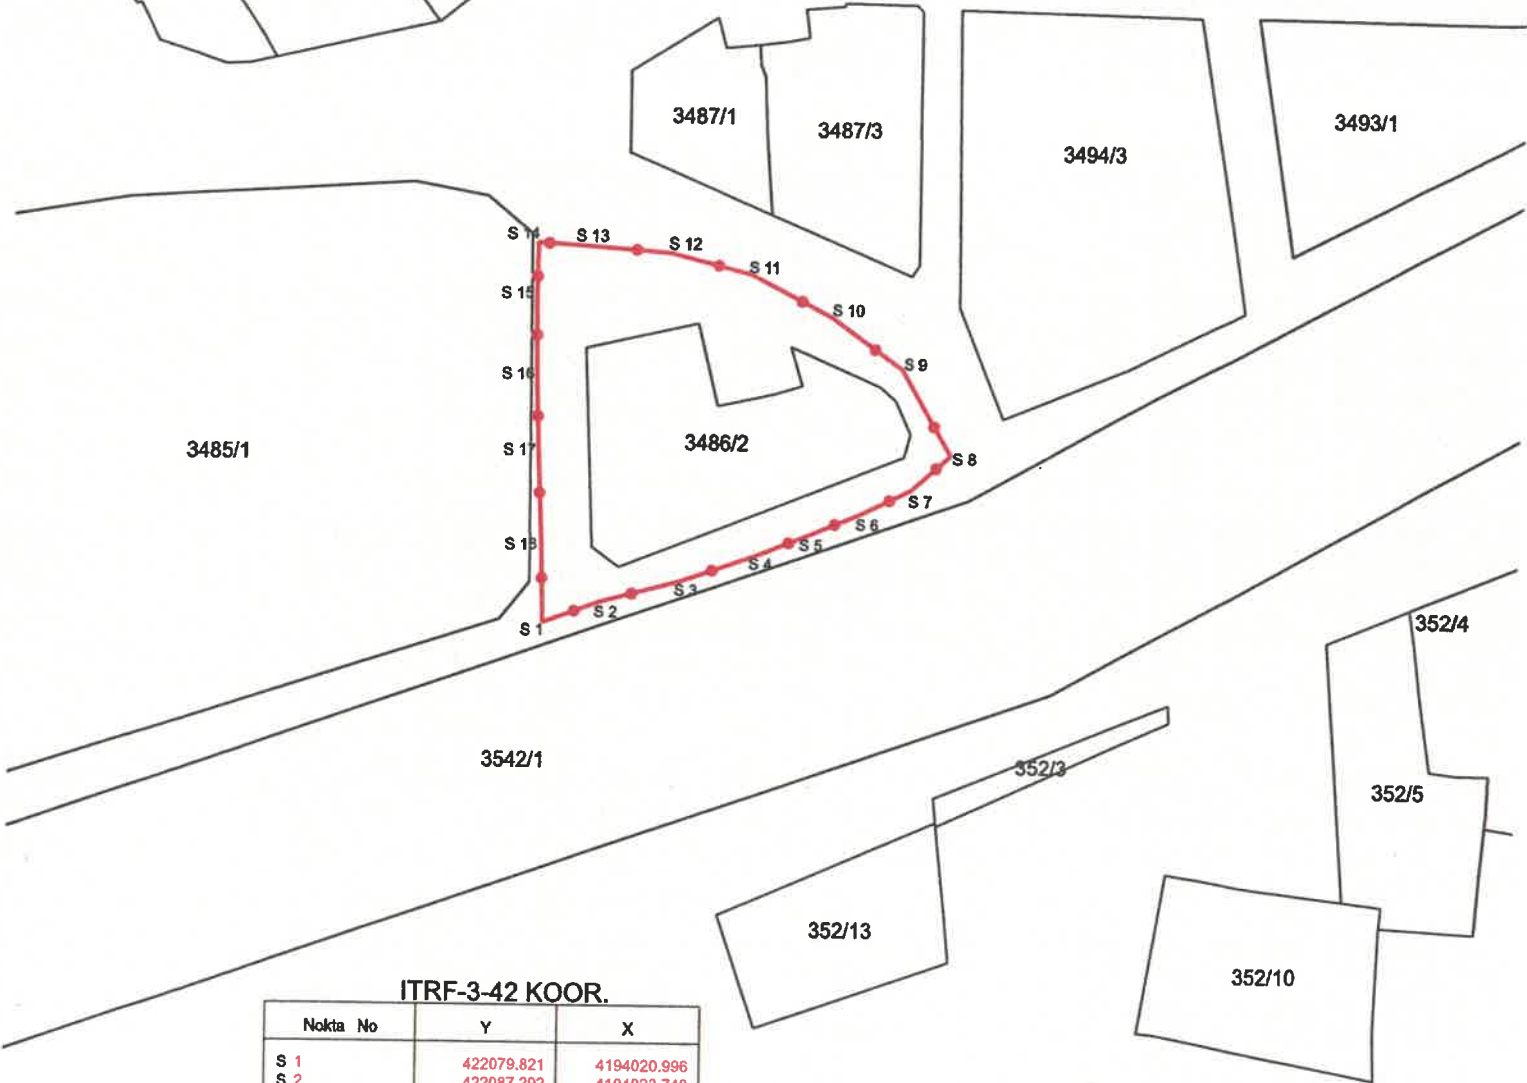 3487/1
3487/3
3494/3
3493/1
S 14
S 13
S 12
S 11
S 15
S 10
S 16
S 9
3485/1
S 17
3486/2
S 8
S 7
S 6
S 18
S 5
S 4
S 3
S 2
S 1
352/4
3542/1
352/3
352/5
352/13
352/10
ITRF-3-42 KOOR.
Nokta No Y X
S 1 422079.821 4194020.996
S 2